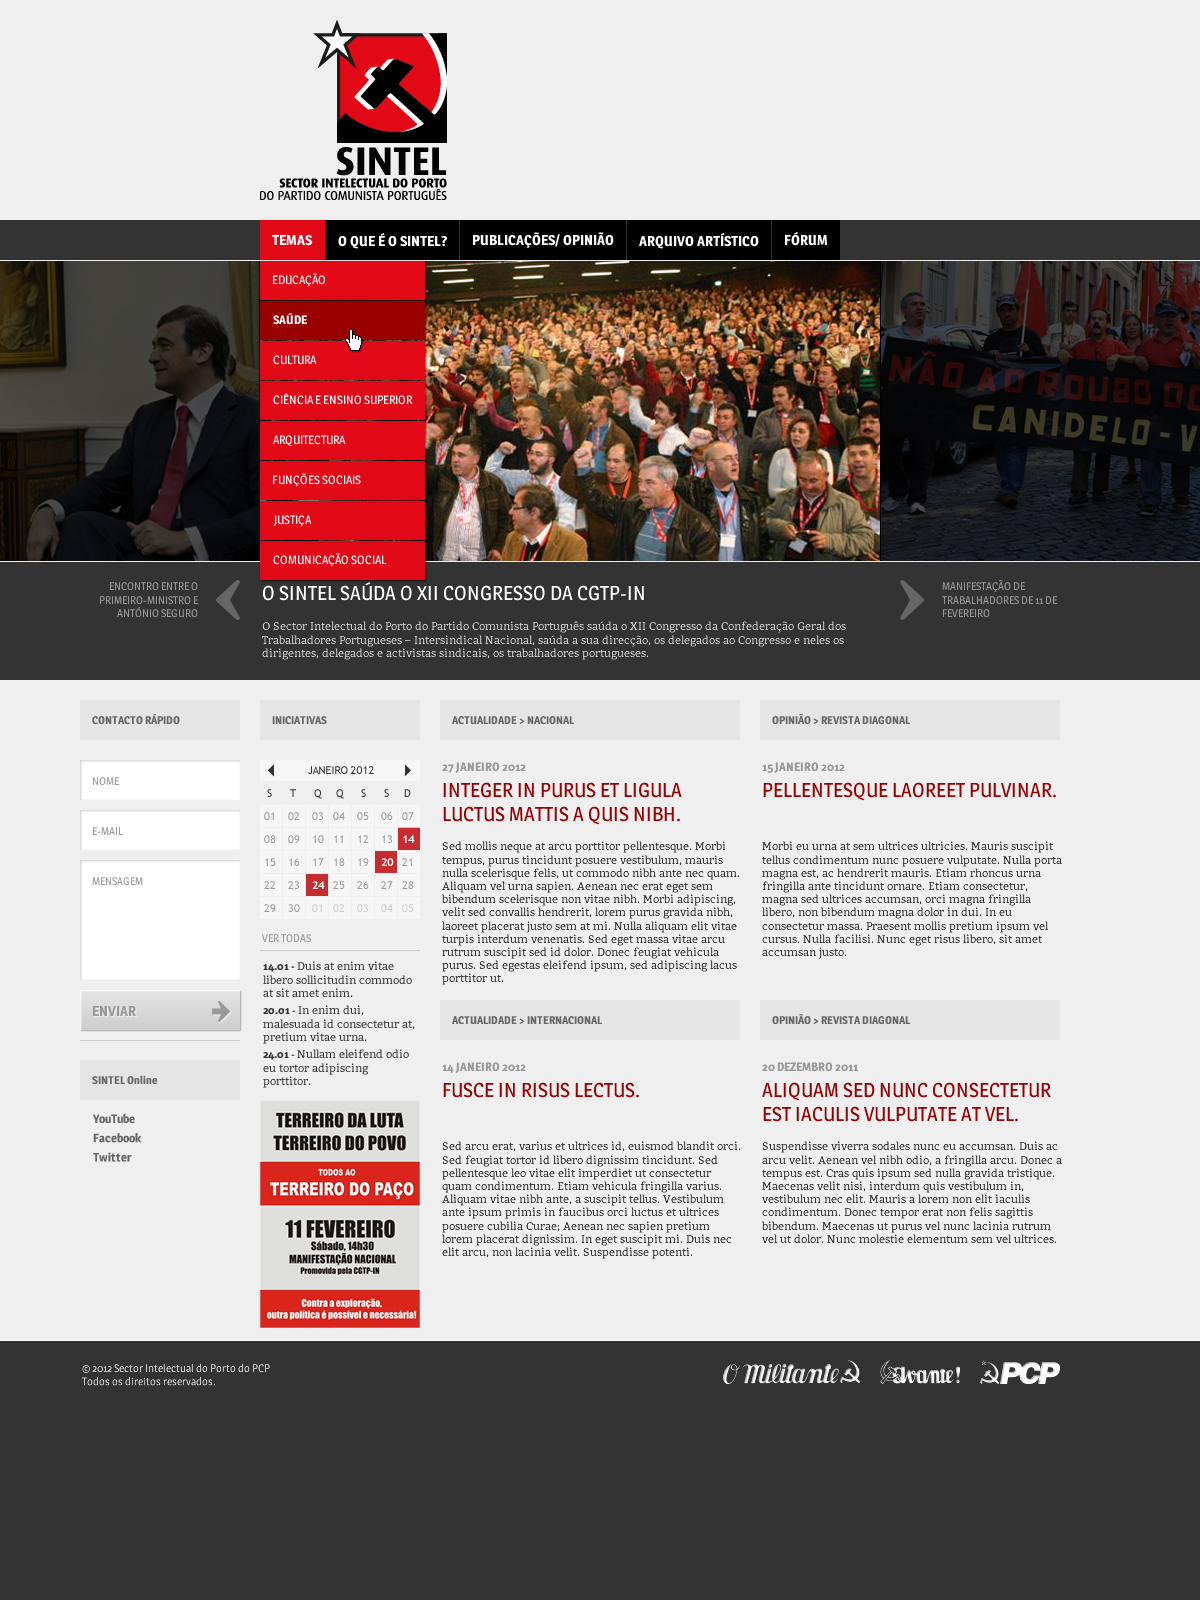 SINTEL
SECTOR INTELECTUAL DO PORTO
DO PARTIDO COMUNISTA PORTUGUÊS
TEMAS
O QUE É O SINTEL?
PUBLICAÇÕES/ OPINIÃO
ARQUIVO ARTÍSTICO
FÓRUM
EDUCAÇÃO
SAÚDE
CULTURA
CIÊNCIA E ENSINO SUPERIOR
ARQUITECTURA
FUNÇÕES SOCIAIS
JUSTIÇA
COMUNICAÇÃO SOCIAL
NÃO AO ROUBO DO
CANIDELO - V
ENCONTRO ENTRE O
PRIMEIRO-MINISTRO E
ANTÓNIO SEGURO
O SINTEL SAÚDA O XII CONGRESSO DA CGTP-IN
O Sector Intelectual do Porto do Partido Comunista Português saúda o XII Congresso da Confederação Geral dos
Trabalhadores Portugueses – Intersindical Nacional, saúda a sua direcção, os delegados ao Congresso e neles os
dirigentes, delegados e activistas sindicais, os trabalhadores portugueses.
MANIFESTAÇÃO DE
TRABALHADORES DE 11 DE
FEVEREIRO
CONTACTO RÁPIDO
NOME
E-MAIL
MENSAGEM
ENVIAR
SINTEL Online
YouTube
Facebook
Twitter
INICIATIVAS
JANEIRO 2012
S T Q Q S S D
01 02 03 04 05 06 07
08 09 10 11 12 13 14
15 16 17 18 19 20 21
22 23 24 25 26 27 28
29 30 01 02 03 04 05
VER TODAS
14.01 - Duis at enim vitae
libero sollicitudin commodo
at sit amet enim.
20.01 - In enim dui,
malesuada id consectetur at,
pretium vitae urna.
24.01 - Nullam eleifend odio
eu tortor adipiscing
porttitor.
TERREIRO DA LUTA
TERREIRO DO POVO
TODOS AO
TERREIRO DO PAÇO
11 FEVEREIRO
Sábado, 14h30
MANIFESTAÇÃO NACIONAL
Promovida pela CGTP-IN
Contra a exploração,
outra política é possível e necessária!
ACTUALIDADE > NACIONAL
27 JANEIRO 2012
INTEGER IN PURUS ET LIGULA
LUCTUS MATTIS A QUIS NIBH.
Sed mollis neque at arcu porttitor pellentesque. Morbi
tempus, purus tincidunt posuere vestibulum, mauris
nulla scelerisque felis, ut commodo nibh ante nec quam.
Aliquam vel urna sapien. Aenean nec erat eget sem
bibendum scelerisque non vitae nibh. Morbi adipiscing,
velit sed convallis hendrerit, lorem purus gravida nibh,
laoreet placerat justo sem at mi. Nulla aliquam elit vitae
turpis interdum venenatis. Sed eget massa vitae arcu
rutrum suscipit sed id dolor. Donec feugiat vehicula
purus. Sed egestas eleifend ipsum, sed adipiscing lacus
porttitor ut.
OPINIÃO > REVISTA DIAGONAL
15 JANEIRO 2012
PELLENTESQUE LAOREET PULVINAR.
Morbi eu urna at sem ultrices ultricies. Mauris suscipit
tellus condimentum nunc posuere vulputate. Nulla porta
magna est, ac hendrerit mauris. Etiam rhoncus urna
fringilla ante tincidunt ornare. Etiam consectetur,
magna sed ultrices accumsan, orci magna fringilla
libero, non bibendum magna dolor in dui. In eu
consectetur massa. Praesent mollis pretium ipsum vel
cursus. Nulla facilisi. Nunc eget risus libero, sit amet
accumsan justo.
ACTUALIDADE > INTERNACIONAL
14 JANEIRO 2012
FUSCE IN RISUS LECTUS.
Sed arcu erat, varius et ultrices id, euismod blandit orci.
Sed feugiat tortor id libero dignissim tincidunt. Sed
pellentesque leo vitae elit imperdiet ut consectetur
quam condimentum. Etiam vehicula fringilla varius.
Aliquam vitae nibh ante, a suscipit tellus. Vestibulum
ante ipsum primis in faucibus orci luctus et ultrices
posuere cubilia Curae; Aenean nec sapien pretium
lorem placerat dignissim. In eget suscipit mi. Duis nec
elit arcu, non lacinia velit. Suspendisse potenti.
OPINIÃO > REVISTA DIAGONAL
20 DEZEMBRO 2011
ALIQUAM SED NUNC CONSECTETUR
EST IACULIS VULPUTATE AT VEL.
Suspendisse viverra sodales nunc eu accumsan. Duis ac
arcu velit. Aenean vel nibh odio, a fringilla arcu. Donec a
tempus est. Cras quis ipsum sed nulla gravida tristique.
Maecenas velit nisi, interdum quis vestibulum in,
vestibulum nec elit. Mauris a lorem non elit iaculis
condimentum. Donec tempor erat non felis sagittis
bibendum. Maecenas ut purus vel nunc lacinia rutrum
vel ut dolor. Nunc molestie elementum sem vel ultrices.
© 2012 Sector Intelectual do Porto do PCP
Todos os direitos reservados.
O Militante
Avante!
PCP